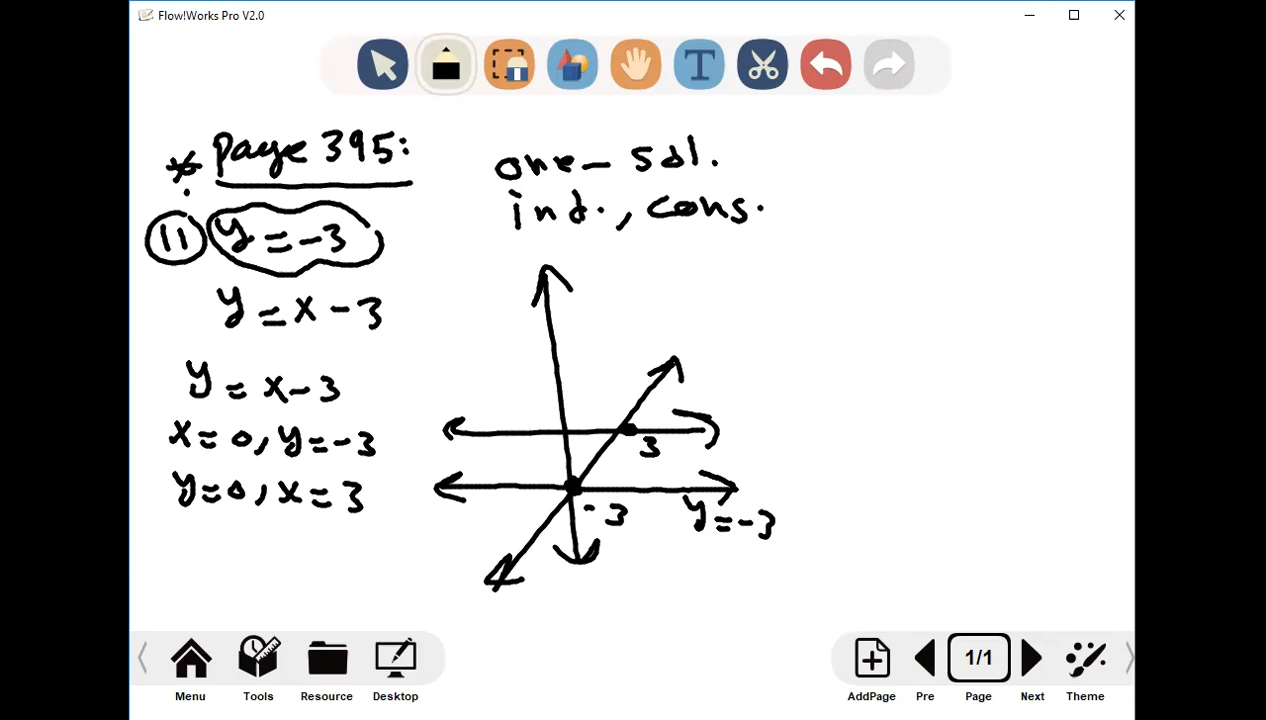 Flow!Works Pro V2.0
* Page 395:
one - sol.
ind., cons.
11 y = -3
y = x - 3
y = x - 3
x = 0, y = -3
y = 0, x = 3
3
-3
y = -3
1/1
Menu Tools Resource Desktop AddPage Pre Page Next Theme